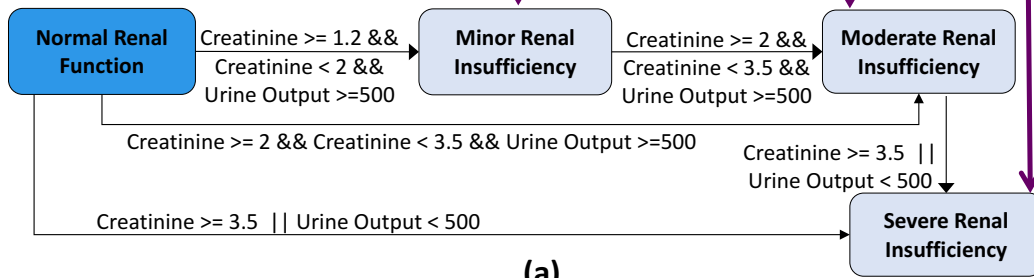 Normal Renal
Function
Creatinine >= 1.2 &&
Creatinine < 2 &&
Urine Output >=500
Minor Renal
Insufficiency
Creatinine >= 2 &&
Creatinine < 3.5 &&
Urine Output >=500
Moderate Renal
Insufficiency
Creatinine >= 2 && Creatinine < 3.5 && Urine Output >=500
Creatinine >= 3.5 ||
Urine Output < 500
Creatinine >= 3.5 || Urine Output < 500
Severe Renal
Insufficiency
(a)